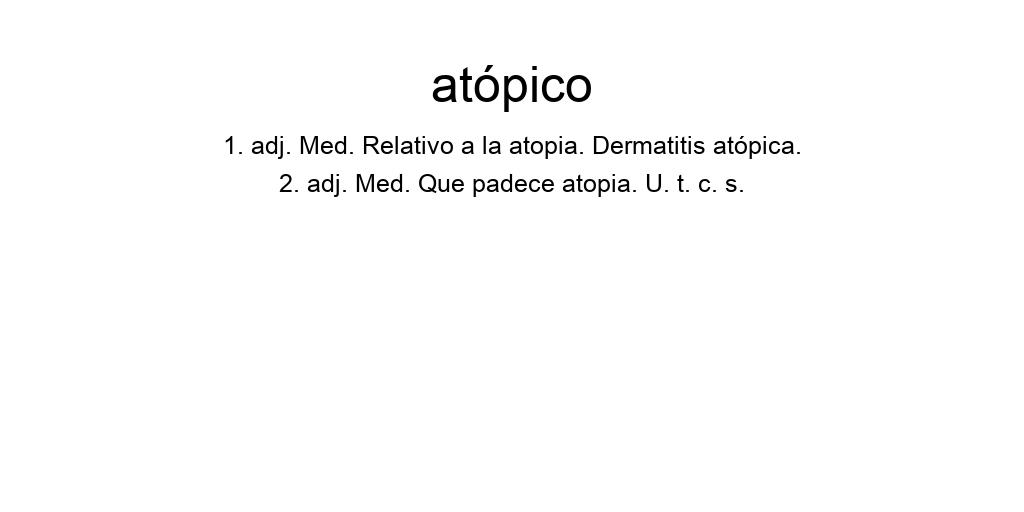 atópico
1. adj. Med. Relativo a la atopia. Dermatitis atópica.
2. adj. Med. Que padece atopia. U. t. c. s.